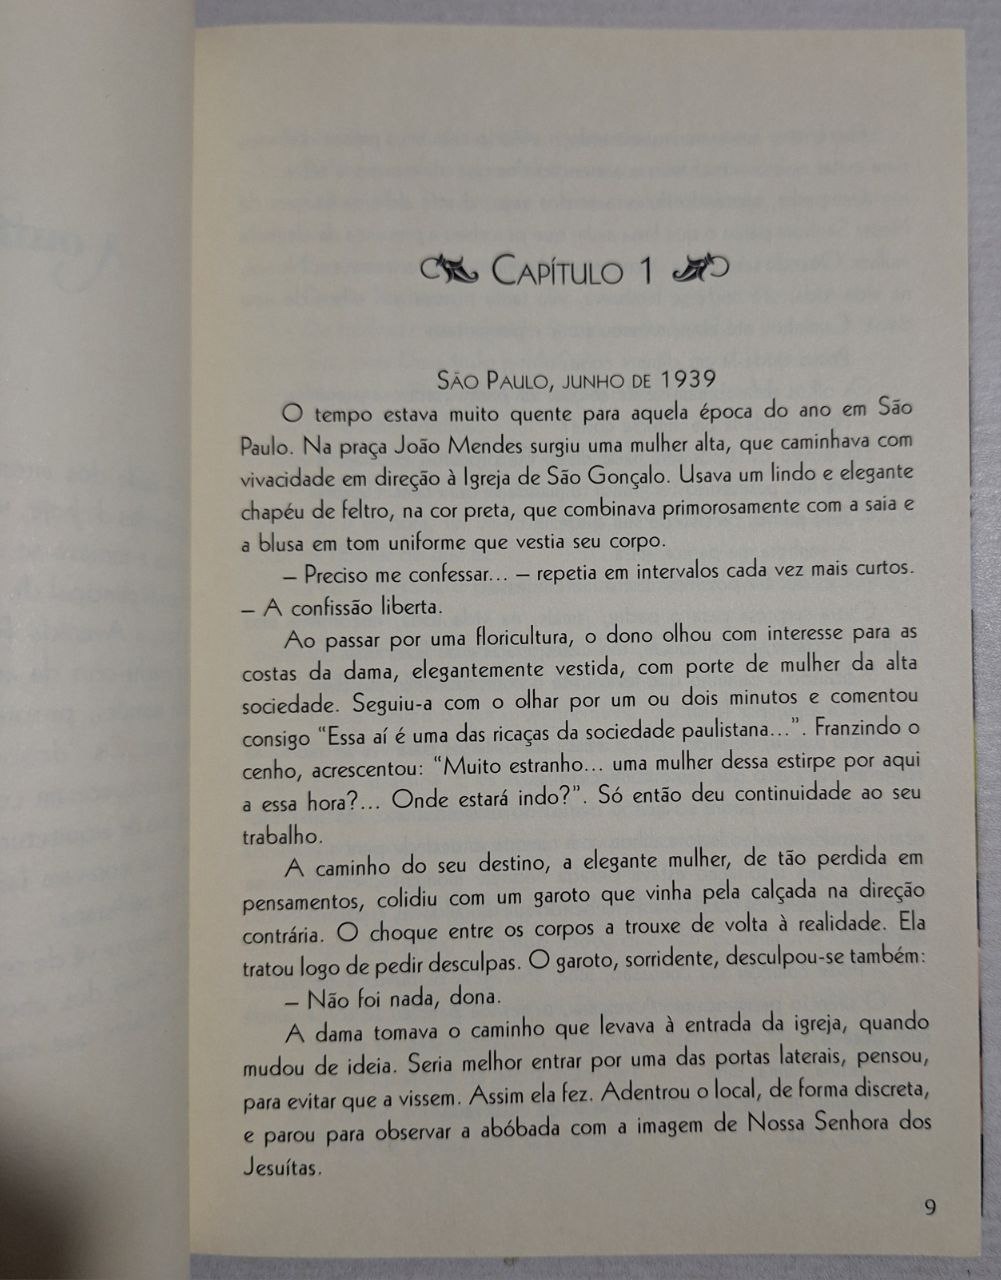 CAPÍTULO 1
SÃO PAULO, JUNHO DE 1939
O tempo estava muito quente para aquela época do ano em São
Paulo. Na praça João Mendes surgiu uma mulher alta, que caminhava com
vivacidade em direção à Igreja de São Gonçalo. Usava um lindo e elegante
chapéu de feltro, na cor preta, que combinava primorosamente com a saia e
a blusa em tom uniforme que vestia seu corpo.
– Preciso me confessar... – repetia em intervalos cada vez mais curtos.
– A confissão liberta.
Ao passar por uma floricultura, o dono olhou com interesse para as
costas da dama, elegantemente vestida, com porte de mulher da alta
sociedade. Seguiu-a com o olhar por um ou dois minutos e comentou
consigo “Essa aí é uma das ricaças da sociedade paulistana...”. Franzindo o
cenho, acrescentou: “Muito estranho... uma mulher dessa estirpe por aqui
a essa hora?... Onde estará indo?”. Só então deu continuidade ao seu
trabalho.
A caminho do seu destino, a elegante mulher, de tão perdida em
pensamentos, colidiu com um garoto que vinha pela calçada na direção
contrária. O choque entre os corpos a trouxe de volta à realidade. Ela
tratou logo de pedir desculpas. O garoto, sorridente, desculpou-se também:
– Não foi nada, dona.
A dama tomava o caminho que levava à entrada da igreja, quando
mudou de ideia. Seria melhor entrar por uma das portas laterais, pensou,
para evitar que a vissem. Assim ela fez. Adentrou o local, de forma discreta,
e parou para observar a abóbada com a imagem de Nossa Senhora dos
Jesuítas.
9